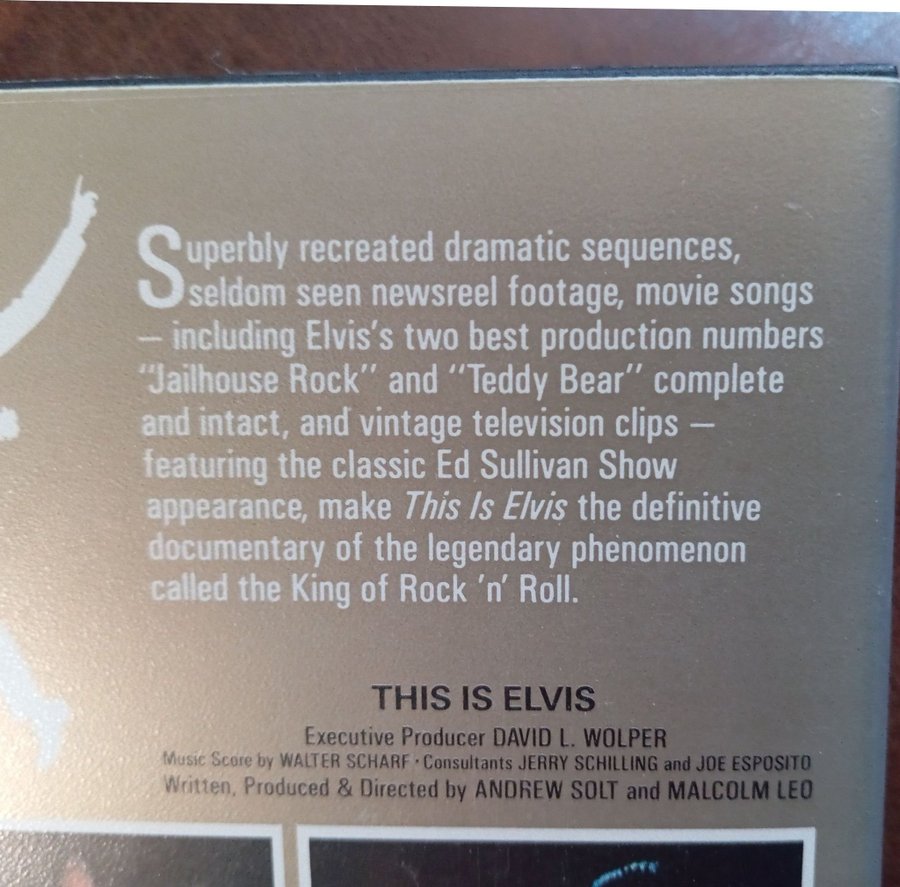 Superbly recreated dramatic sequences,
seldom seen newsreel footage, movie songs
— including Elvis's two best production numbers
"Jailhouse Rock" and "Teddy Bear" complete
and intact, and vintage television clips —
featuring the classic Ed Sullivan Show
appearance, make This Is Elvis the definitive
documentary of the legendary phenomenon
called the King of Rock 'n' Roll.
THIS IS ELVIS
Executive Producer DAVID L. WOLPER
Music Score by WALTER SCHARF · Consultants JERRY SCHILLING and JOE ESPOSITO
Written, Produced & Directed by ANDREW SOLT and MALCOLM LEO